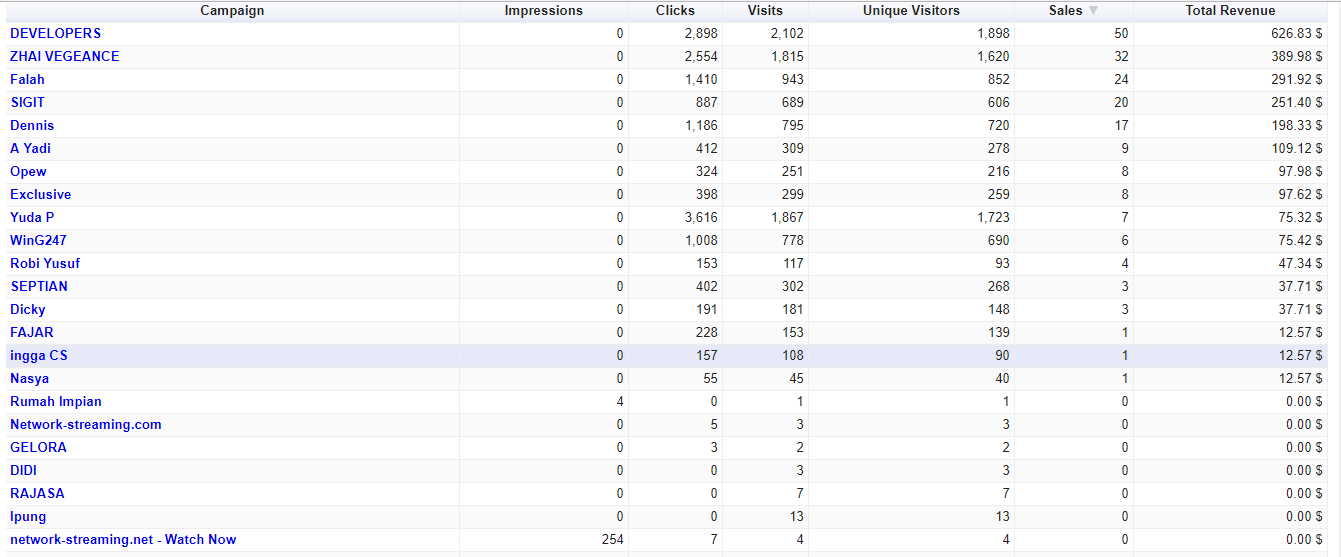 Campaign Impressions Clicks Visits Unique Visitors Sales Total Revenue
DEVELOPERS 0 2,898 2,102 1,898 50 626.83 $
ZHAI VEGEANCE 0 2,554 1,815 1,620 32 389.98 $
Falah 0 1,410 943 852 24 291.92 $
SIGIT 0 887 689 606 20 251.40 $
Dennis 0 1,186 795 720 17 198.33 $
A Yadi 0 412 309 278 9 109.12 $
Opew 0 324 251 216 8 97.98 $
Exclusive 0 398 299 259 8 97.62 $
Yuda P 0 3,616 1,867 1,723 7 75.32 $
WinG247 0 1,008 778 690 6 75.42 $
Robi Yusuf 0 153 117 93 4 47.34 $
SEPTIAN 0 402 302 268 3 37.71 $
Dicky 0 191 181 148 3 37.71 $
FAJAR 0 228 153 139 1 12.57 $
ingga CS 0 157 108 90 1 12.57 $
Nasya 0 55 45 40 1 12.57 $
Rumah Impian 4 0 1 1 0 0.00 $
Network-streaming.com 0 5 3 3 0 0.00 $
GELORA 0 3 2 2 0 0.00 $
DIDI 0 0 3 3 0 0.00 $
RAJASA 0 0 7 7 0 0.00 $
Ipung 0 0 13 13 0 0.00 $
network-streaming.net - Watch Now 254 7 4 4 0 0.00 $